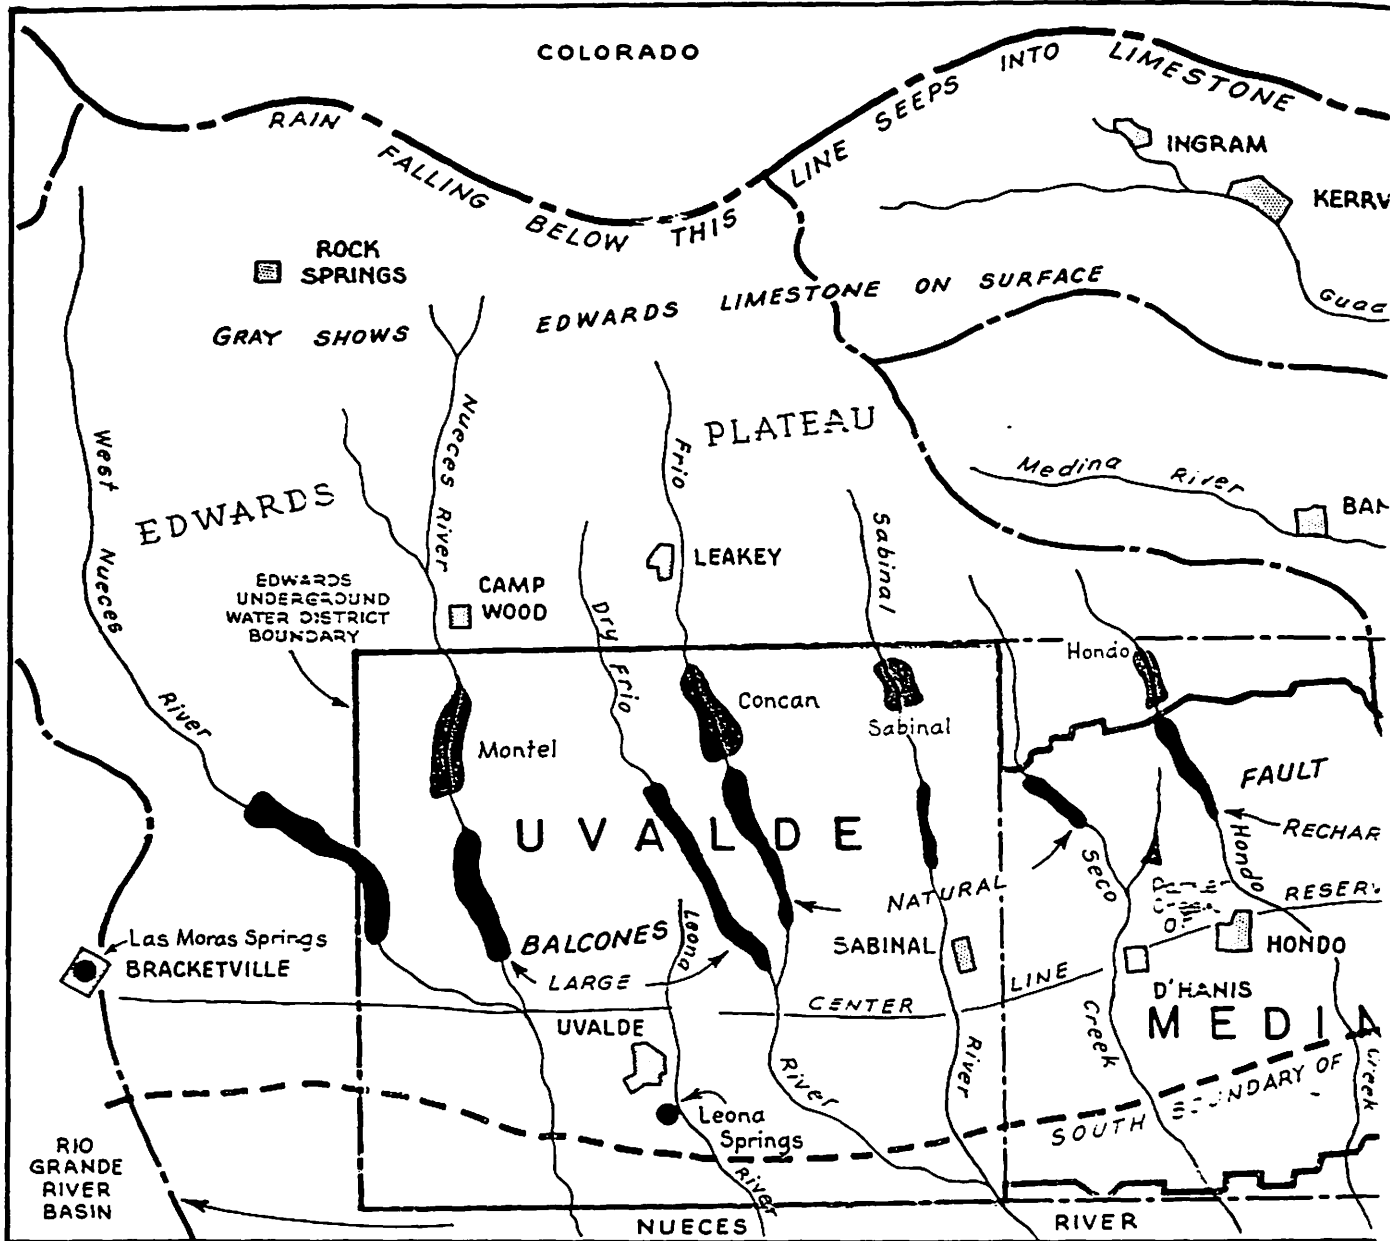 COLORADO
RAIN FALLING BELOW THIS LINE SEEPS INTO LIMESTONE
INGRAM
KERRV
ROCK
SPRINGS
GUAD
GRAY SHOWS EDWARDS LIMESTONE ON SURFACE
PLATEAU
EDWARDS
West Nueces River
Nueces River
Frio
Medina River
BAN
Sabinal
LEAKEY
EDWARDS
UNDERGROUND
WATER DISTRICT
BOUNDARY
CAMP
WOOD
Dry Frio
Hondo
Concan
Sabinal
Montel
FAULT
UVALDE
RECHAR
NATURAL
Seco
Hondo
RESERV
Leona
BALCONES
SABINAL
HONDO
Las Moras Springs
BRACKETVILLE
LARGE
LINE
D'HANIS
CENTER
UVALDE
MEDINA
Creek
River
River
Creek
SOUTH BOUNDARY OF
Leona
Springs
River
RIO
GRANDE
RIVER
BASIN
NUECES RIVER